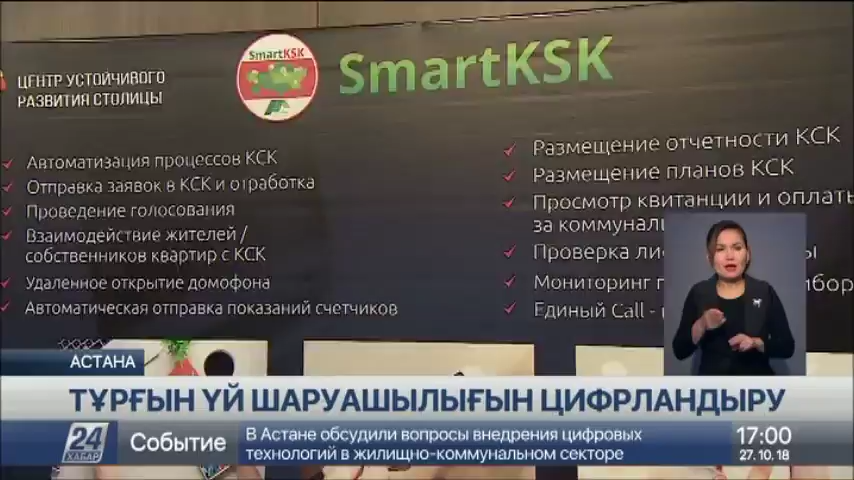 ЦЕНТР УСТОЙЧИВОГО
РАЗВИТИЯ СТОЛИЦЫ
SmartKSK
SmartKSK
Автоматизация процессов КСК
Отправка заявок в КСК и отработка
Проведение голосования
Взаимодействие жителей /
собственников квартир с КСК
Удаленное открытие домофона
Автоматическая отправка показаний счетчиков
Размещение отчетности КСК
Размещение планов КСК
Просмотр квитанции и
за
Проверка
Мониторинг
Единый Call -
АСТАНА
ТҰРҒЫН ҮЙ ШАРУАШЫЛЫҒЫН ЦИФРЛАНДЫРУ
24
ХАБАР
Событие
В Астане обсудили вопросы внедрения цифровых
технологий в жилищно-коммунальном секторе
17:00
27.10.18